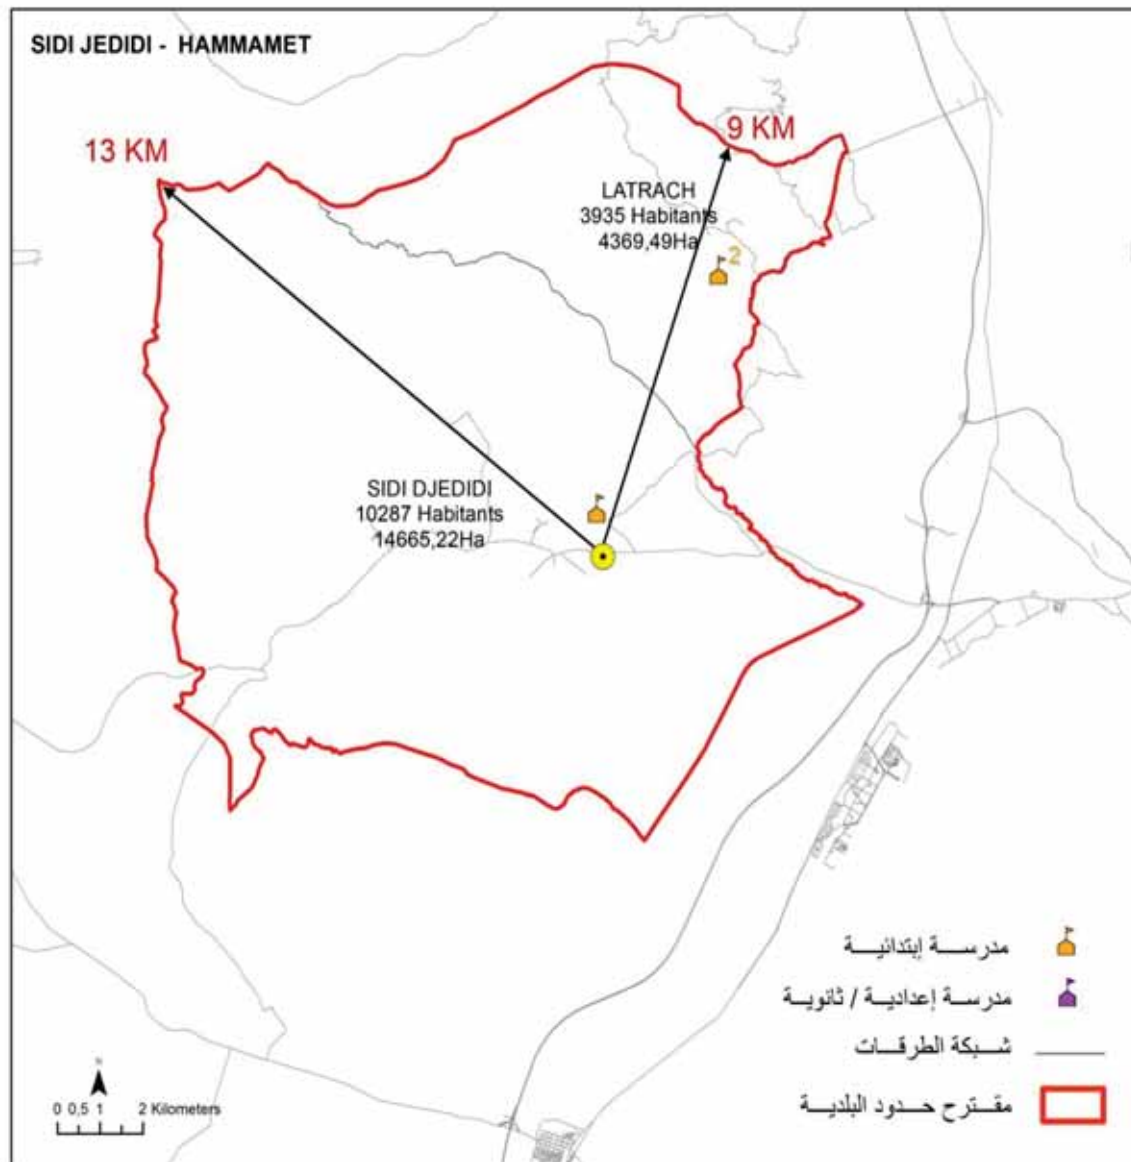 SIDI JEDIDI - HAMMAMET
13 KM
9 KM
LATRACH
3935 Habitants
4369,49Ha
2
SIDI DJEDIDI
10287 Habitants
14665,22Ha
مدرسة إبتدائية
مدرسة إعدادية / ثانوية
شبكة الطرقات
مقترح حدود البلدية
N
0 0,5 1 2 Kilometers